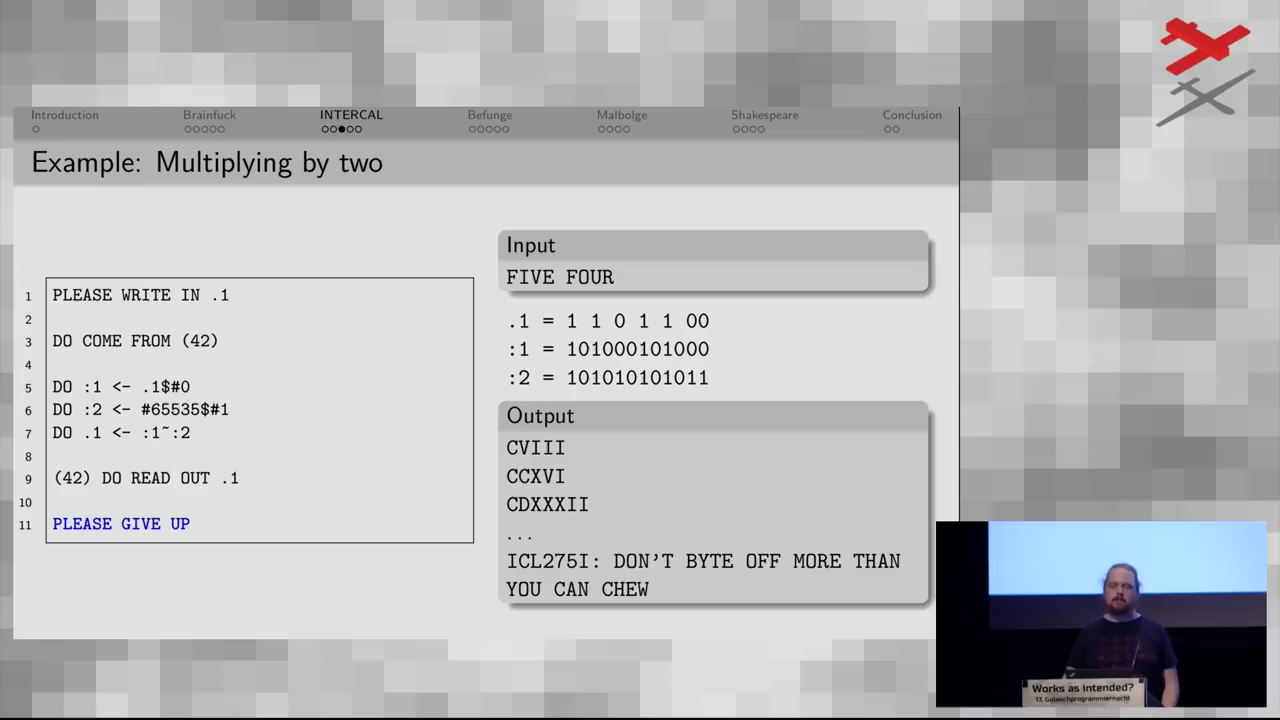 Introduction Brainfuck INTERCAL Befunge Malbolge Shakespeare Conclusion
Example: Multiplying by two
1 PLEASE WRITE IN .1
2
3 DO COME FROM (42)
4
5 DO :1 <- .1$#0
6 DO :2 <- #65535$#1
7 DO .1 <- :1~:2
8
9 (42) DO READ OUT .1
10
11 PLEASE GIVE UP
Input
FIVE FOUR
.1 = 1 1 0 1 1 00
:1 = 101000101000
:2 = 101010101011
Output
CVIII
CCXVI
CDXXXII
...
ICL275I: DON'T BYTE OFF MORE THAN
YOU CAN CHEW
Works as intended?
17. Gulaschprogrammiernacht